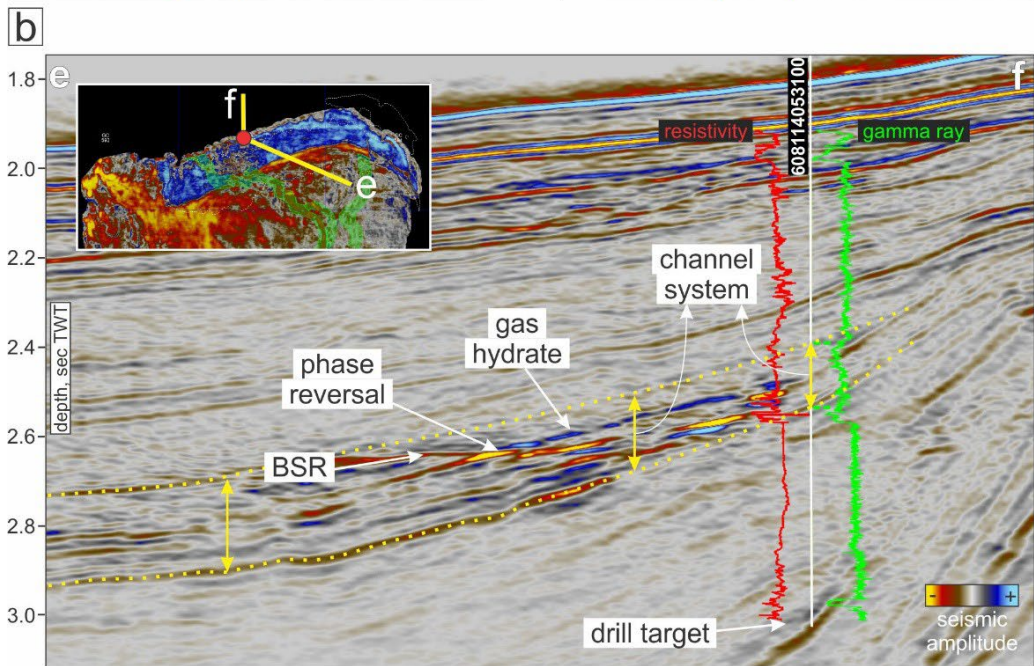 b
e
f
1.8
2.0
2.2
2.4
2.6
2.8
3.0
depth, sec TWT
f
e
resistivity
608114053100
gamma ray
channel
system
gas
hydrate
phase
reversal
BSR
drill target
- +
seismic
amplitude